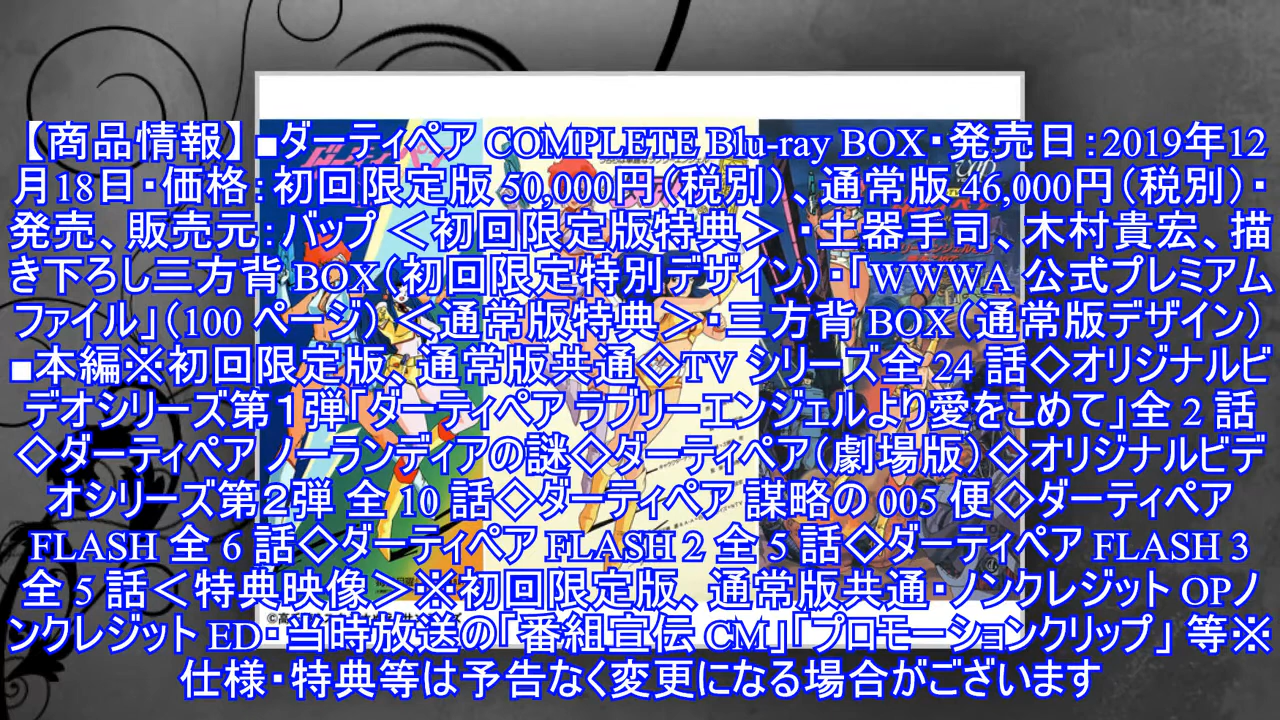 【商品情報】■ダーティペア COMPLETE Blu-ray BOX・発売日：2019年12
月18日・価格：初回限定版 50,000円（税別）、通常版 46,000円（税別）・
発売、販売元：バップ ＜初回限定版特典＞ ・土器手司、木村貴宏、描
き下ろし三方背 BOX（初回限定特別デザイン）・「WWWA 公式プレミアム
ファイル」（100 ページ）＜ 通常版特典＞・三方背 BOX（通常版デザイン）
■本編※初回限定版、通常版共通◇TV シリーズ全 24 話◇オリジナルビ
デオシリーズ第１弾「ダーティペア ラブリーエンジェルより愛をこめて」全 2 話
◇ダーティペア ノーランディアの謎◇ダーティペア（劇場版）◇オリジナルビデ
オシリーズ第２弾 全 10 話◇ダーティペア 謀略の 005 便◇ダーティペア
FLASH 全 6 話◇ダーティペア FLASH 2 全 5 話◇ダーティペア FLASH 3
全 5 話＜特典映像＞※初回限定版、通常版共通・ノンクレジット OPノ
ンクレジット ED・当時放送の「番組宣伝 CM」「プロモーションクリップ」 等※
仕様・特典等は予告なく変更になる場合がございます